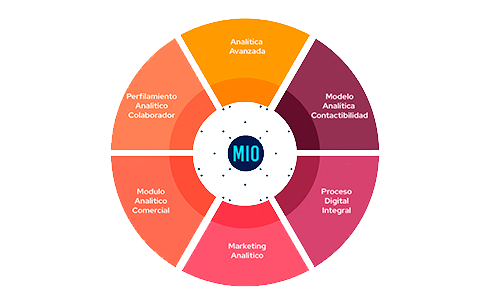 Analítica
Avanzada
Modelo
Analítica
Contactibilidad
Proceso
Digital
Integral
Marketing
Analítico
Modulo
Analítico
Comercial
Perfilamiento
Analítico
Colaborador
MIO